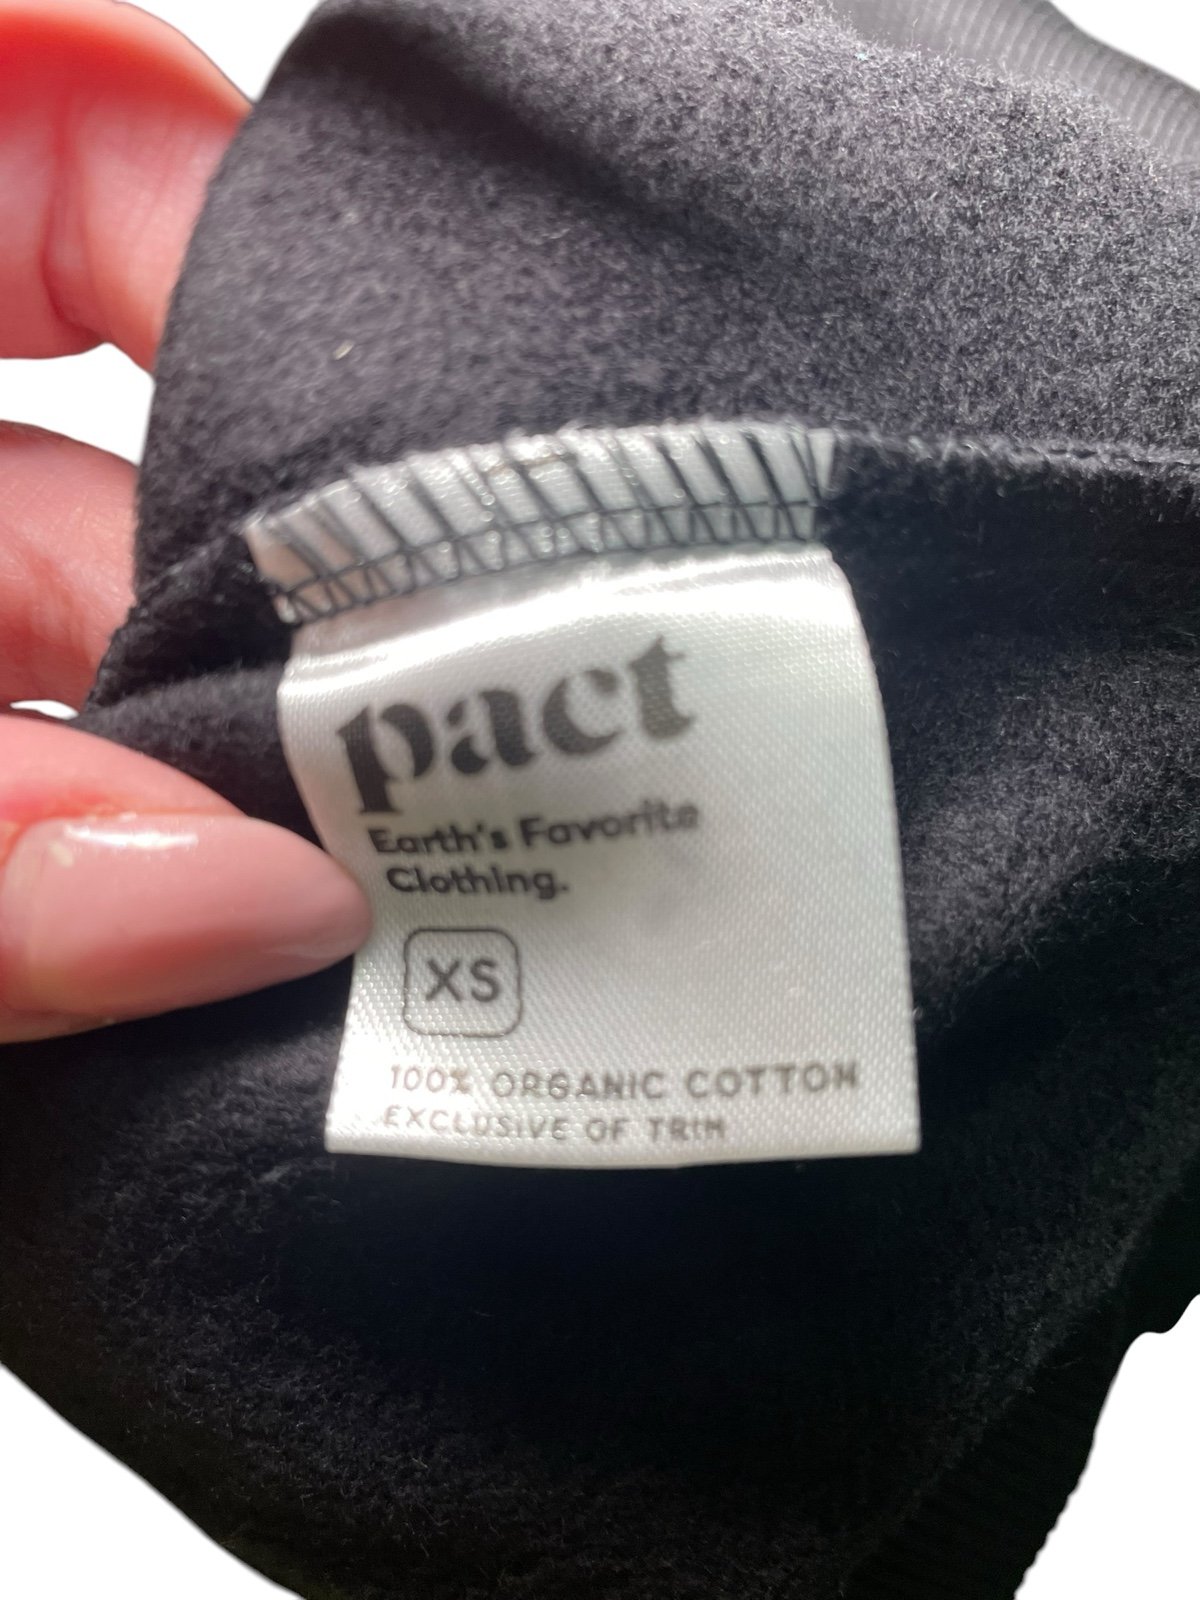 pact
Earth's Favorite
Clothing.
XS
100% ORGANIC COTTON
EXCLUSIVE OF TRIM